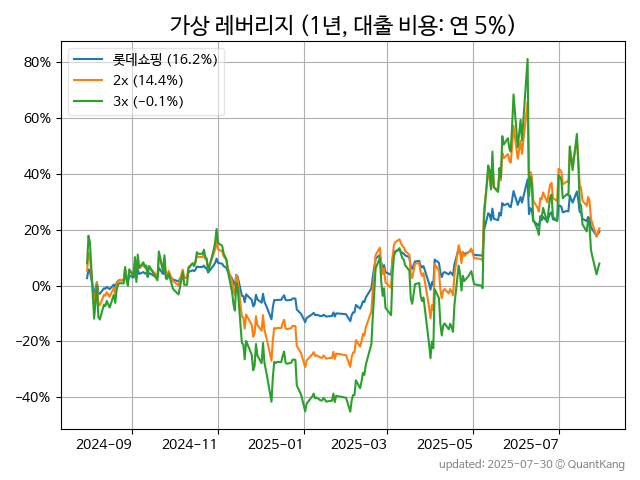 가상 레버리지 (1년, 대출 비용: 연 5%)
롯데쇼핑 (16.2%)
2x (14.4%)
3x (−0.1%)
80%
60%
40%
20%
0%
−20%
−40%
2024-09
2024-11
2025-01
2025-03
2025-05
2025-07
updated: 2025-07-30 © QuantKang